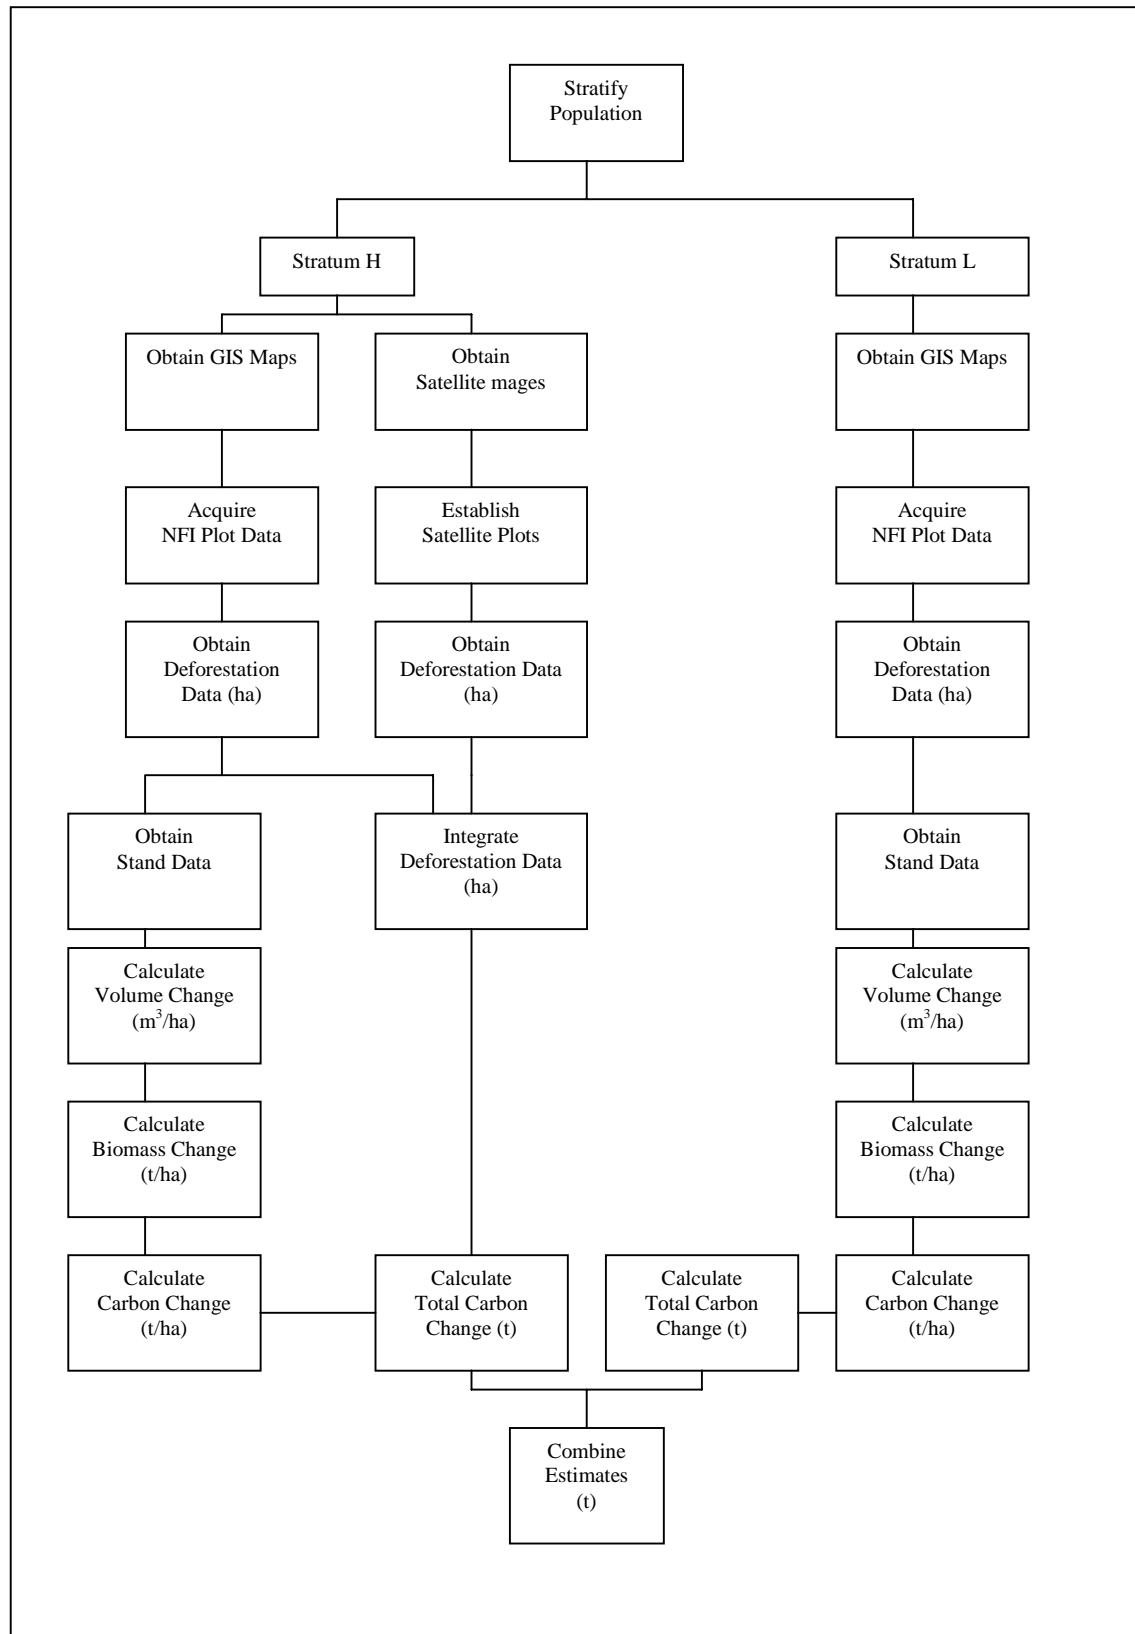 Stratify
Population
Stratum H
Stratum L
Obtain GIS Maps
Obtain
Satellite mages
Obtain GIS Maps
Acquire
NFI Plot Data
Establish
Satellite Plots
Acquire
NFI Plot Data
Obtain
Deforestation
Data (ha)
Obtain
Deforestation Data
(ha)
Obtain
Deforestation
Data (ha)
Obtain
Stand Data
Integrate
Deforestation Data
(ha)
Obtain
Stand Data
Calculate
Volume Change
(m³/ha)
Calculate
Volume Change
(m³/ha)
Calculate
Biomass Change
(t/ha)
Calculate
Biomass Change
(t/ha)
Calculate
Carbon Change
(t/ha)
Calculate
Total Carbon
Change (t)
Calculate
Total Carbon
Change (t)
Calculate
Carbon Change
(t/ha)
Combine
Estimates
(t)